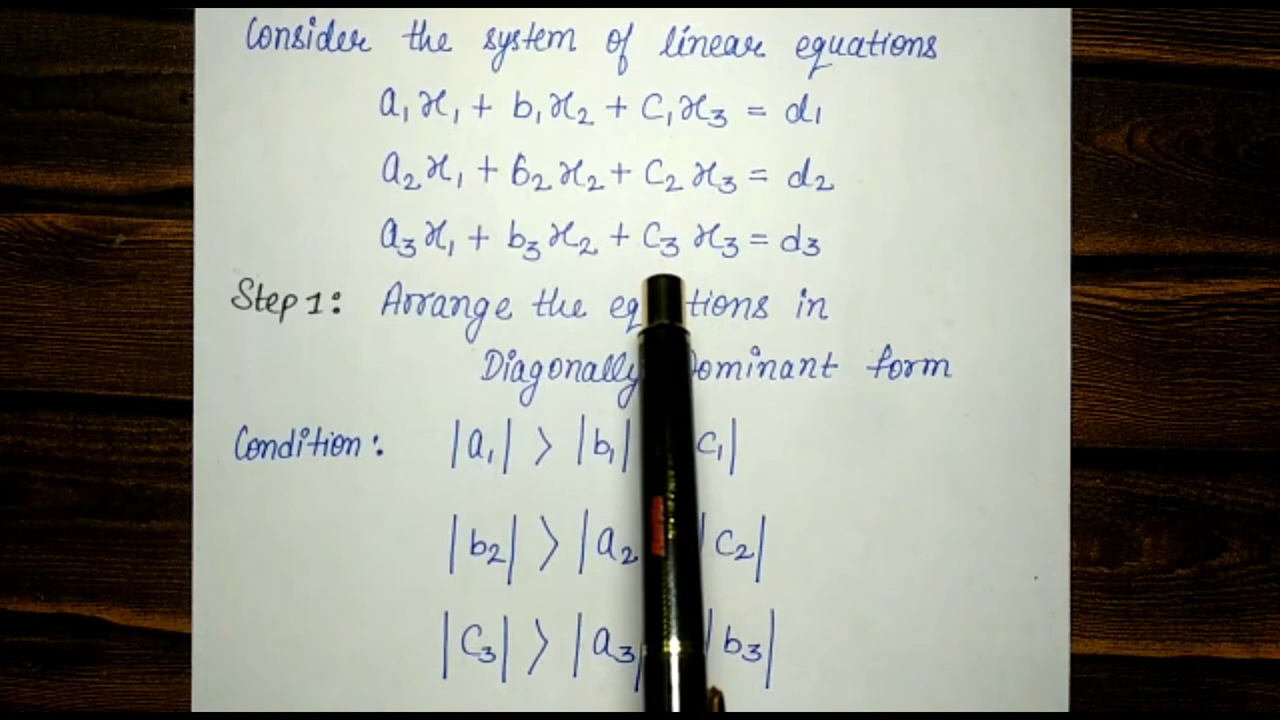 Consider the system of linear equations
a₁x₁ + b₁x₂ + C₁x₃ = d₁
a₂x₁ + b₂x₂ + C₂x₃ = d₂
a₃x₁ + b₃x₂ + C₃x₃ = d₃
Step 1: Arrange the eq tions in
Diagonally ominant form
Condition: |a₁| > |b₁| C₁|
|b₂| > |a₂ |C₂|
|C₃| > |a₃| |b₃|